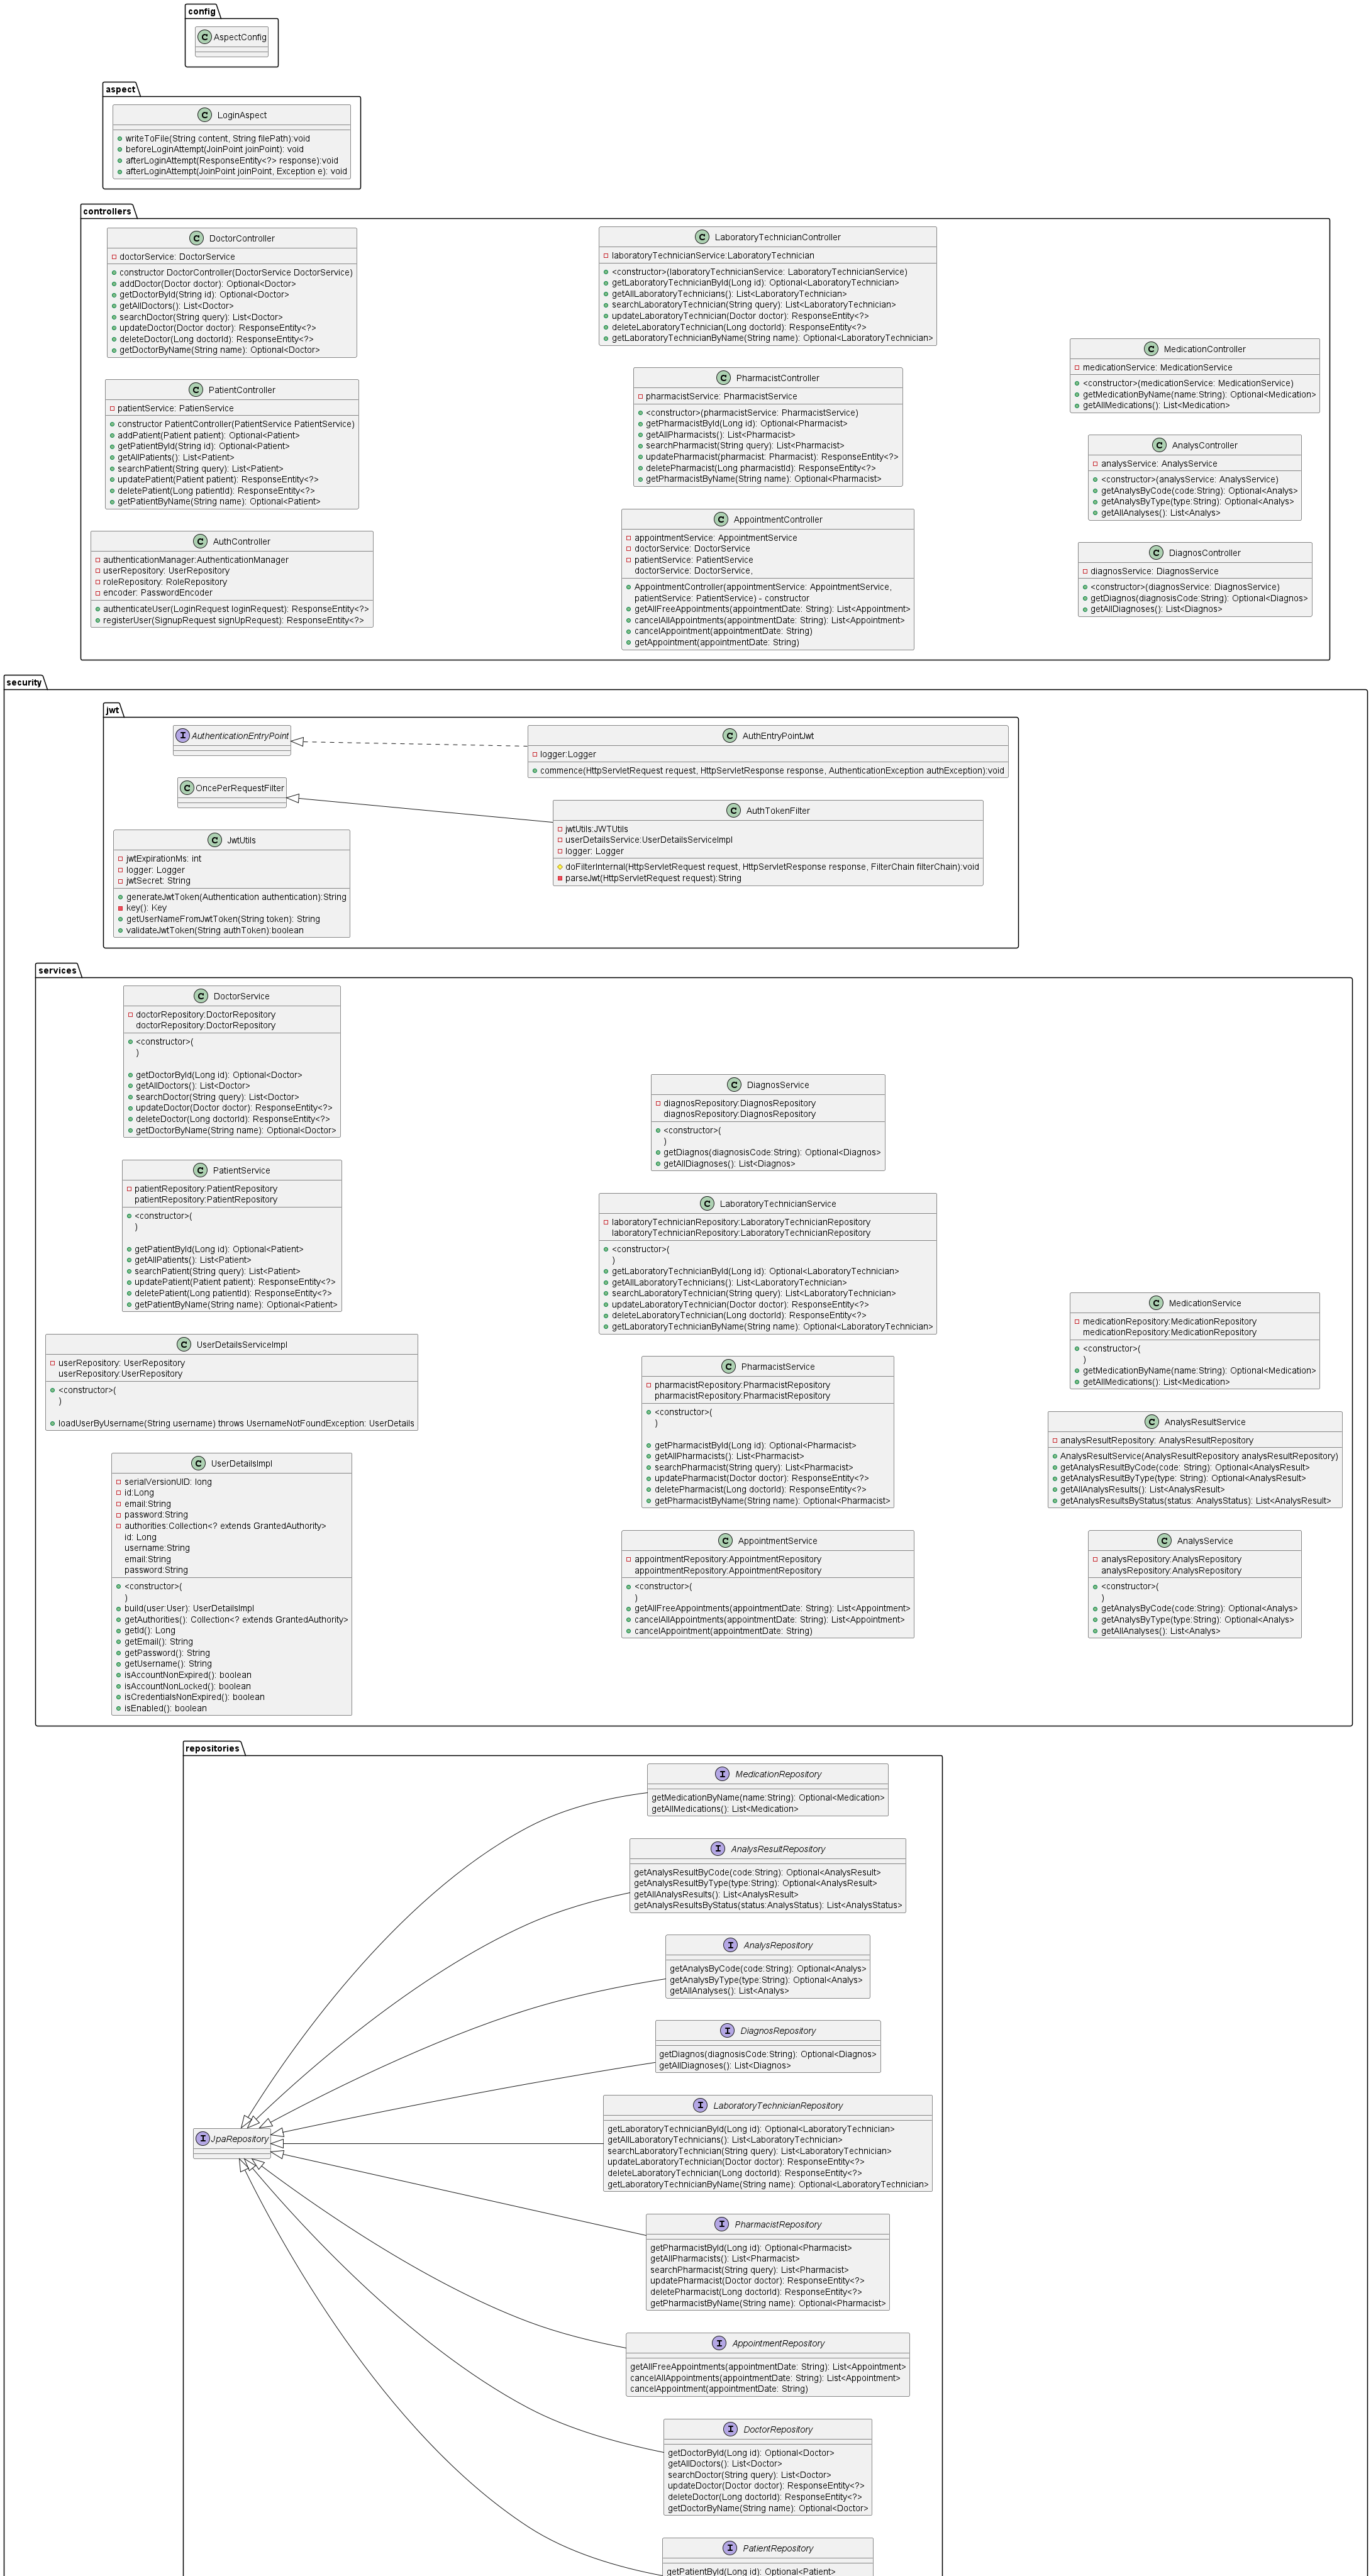 config
C AspectConfig
aspect
C LoginAspect
writeToFile(String content, String filePath):void
beforeLoginAttempt(JoinPoint joinPoint): void
afterLoginAttempt(ResponseEntity<?> response):void
afterLoginAttempt(JoinPoint joinPoint, Exception e): void
controllers
C DoctorController
doctorService: DoctorService
constructor DoctorController(DoctorService DoctorService)
addDoctor(Doctor doctor): Optional<Doctor>
getDoctorById(String id): Optional<Doctor>
getAllDoctors(): List<Doctor>
searchDoctor(String query): List<Doctor>
updateDoctor(Doctor doctor): ResponseEntity<?>
deleteDoctor(Long doctorId): ResponseEntity<?>
getDoctorByName(String name): Optional<Doctor>
C PatientController
patientService: PatienService
constructor PatientController(PatientService PatientService)
addPatient(Patient patient): Optional<Patient>
getPatientById(String id): Optional<Patient>
getAllPatients(): List<Patient>
searchPatient(String query): List<Patient>
updatePatient(Patient patient): ResponseEntity<?>
deletePatient(Long patientId): ResponseEntity<?>
getPatientByName(String name): Optional<Patient>
C AuthController
authenticationManager:AuthenticationManager
userRepository: UserRepository
roleRepository: RoleRepository
encoder: PasswordEncoder
authenticateUser(LoginRequest loginRequest): ResponseEntity<?>
registerUser(SignupRequest signUpRequest): ResponseEntity<?>
C LaboratoryTechnicianController
laboratoryTechnicianService:LaboratoryTechnician
<constructor>(laboratoryTechnicianService: LaboratoryTechnicianService)
getLaboratoryTechnicianById(Long id): Optional<LaboratoryTechnician>
getAllLaboratoryTechnicians(): List<LaboratoryTechnician>
searchLaboratoryTechnician(String query): List<LaboratoryTechnician>
updateLaboratoryTechnician(Doctor doctor): ResponseEntity<?>
deleteLaboratoryTechnician(Long doctorId): ResponseEntity<?>
getLaboratoryTechnicianByName(String name): Optional<LaboratoryTechnician>
C PharmacistController
pharmacistService: PharmacistService
<constructor>(pharmacistService: PharmacistService)
getPharmacistById(Long id): Optional<Pharmacist>
getAllPharmacists(): List<Pharmacist>
searchPharmacist(String query): List<Pharmacist>
updatePharmacist(pharmacist: Pharmacist): ResponseEntity<?>
deletePharmacist(Long pharmacistId): ResponseEntity<?>
getPharmacistByName(String name): Optional<Pharmacist>
C AppointmentController
appointmentService: AppointmentService
doctorService: DoctorService
patientService: PatientService
doctorService: DoctorService,
AppointmentController(appointmentService: AppointmentService,
patientService: PatientService) - constructor
getAllFreeAppointments(appointmentDate: String): List<Appointment>
cancelAllAppointments(appointmentDate: String): List<Appointment>
cancelAppointment(appointmentDate: String)
getAppointment(appointmentDate: String)
C MedicationController
medicationService: MedicationService
<constructor>(medicationService: MedicationService)
getMedicationByName(name:String): Optional<Medication>
getAllMedications(): List<Medication>
C AnalysController
analysService: AnalysService
<constructor>(analysService: AnalysService)
getAnalysByCode(code:String): Optional<Analys>
getAnalysByType(type:String): Optional<Analys>
getAllAnalyses(): List<Analys>
C DiagnosController
diagnosService: DiagnosService
<constructor>(diagnosService: DiagnosService)
getDiagnos(diagnosisCode:String): Optional<Diagnos>
getAllDiagnoses(): List<Diagnos>
security
jwt
I AuthenticationEntryPoint
C OncePerRequestFilter
C JwtUtils
jwtExpirationMs: int
logger: Logger
jwtSecret: String
generateJwtToken(Authentication authentication):String
key(): Key
getUserNameFromJwtToken(String token): String
validateJwtToken(String authToken):boolean
C AuthEntryPointJwt
logger:Logger
commence(HttpServletRequest request, HttpServletResponse response, AuthenticationException authException):void
C AuthTokenFilter
jwtUtils:JWTUtils
userDetailsService:UserDetailsServiceImpl
logger: Logger
doFilterInternal(HttpServletRequest request, HttpServletResponse response, FilterChain filterChain):void
parseJwt(HttpServletRequest request):String
services
C DoctorService
doctorRepository:DoctorRepository
doctorRepository:DoctorRepository
<constructor>(
)
getDoctorById(Long id): Optional<Doctor>
getAllDoctors(): List<Doctor>
searchDoctor(String query): List<Doctor>
updateDoctor(Doctor doctor): ResponseEntity<?>
deleteDoctor(Long doctorId): ResponseEntity<?>
getDoctorByName(String name): Optional<Doctor>
C PatientService
patientRepository:PatientRepository
patientRepository:PatientRepository
<constructor>(
)
getPatientById(Long id): Optional<Patient>
getAllPatients(): List<Patient>
searchPatient(String query): List<Patient>
updatePatient(Patient patient): ResponseEntity<?>
deletePatient(Long patientId): ResponseEntity<?>
getPatientByName(String name): Optional<Patient>
C UserDetailsServiceImpl
userRepository: UserRepository
userRepository:UserRepository
<constructor>(
)
loadUserByUsername(String username) throws UsernameNotFoundException: UserDetails
C UserDetailsImpl
serialVersionUID: long
id:Long
email:String
password:String
authorities:Collection<? extends GrantedAuthority>
id: Long
username:String
email:String
password:String
<constructor>(
)
build(user:User): UserDetailsImpl
getAuthorities(): Collection<? extends GrantedAuthority>
getId(): Long
getEmail(): String
getPassword(): String
getUsername(): String
isAccountNonExpired(): boolean
isAccountNonLocked(): boolean
isCredentialsNonExpired(): boolean
isEnabled(): boolean
C DiagnosService
diagnosRepository:DiagnosRepository
diagnosRepository:DiagnosRepository
<constructor>(
)
getDiagnos(diagnosisCode:String): Optional<Diagnos>
getAllDiagnoses(): List<Diagnos>
C LaboratoryTechnicianService
laboratoryTechnicianRepository:LaboratoryTechnicianRepository
laboratoryTechnicianRepository:LaboratoryTechnicianRepository
<constructor>(
)
getLaboratoryTechnicianById(Long id): Optional<LaboratoryTechnician>
getAllLaboratoryTechnicians(): List<LaboratoryTechnician>
searchLaboratoryTechnician(String query): List<LaboratoryTechnician>
updateLaboratoryTechnician(Doctor doctor): ResponseEntity<?>
deleteLaboratoryTechnician(Long doctorId): ResponseEntity<?>
getLaboratoryTechnicianByName(String name): Optional<LaboratoryTechnician>
C PharmacistService
pharmacistRepository:PharmacistRepository
pharmacistRepository:PharmacistRepository
<constructor>(
)
getPharmacistById(Long id): Optional<Pharmacist>
getAllPharmacists(): List<Pharmacist>
searchPharmacist(String query): List<Pharmacist>
updatePharmacist(Doctor doctor): ResponseEntity<?>
deletePharmacist(Long doctorId): ResponseEntity<?>
getPharmacistByName(String name): Optional<Pharmacist>
C AppointmentService
appointmentRepository:AppointmentRepository
appointmentRepository:AppointmentRepository
<constructor>(
)
getAllFreeAppointments(appointmentDate: String): List<Appointment>
cancelAllAppointments(appointmentDate: String): List<Appointment>
cancelAppointment(appointmentDate: String)
C MedicationService
medicationRepository:MedicationRepository
medicationRepository:MedicationRepository
<constructor>(
)
getMedicationByName(name:String): Optional<Medication>
getAllMedications(): List<Medication>
C AnalysResultService
analysResultRepository: AnalysResultRepository
AnalysResultService(AnalysResultRepository analysResultRepository)
getAnalysResultByCode(code: String): Optional<AnalysResult>
getAnalysResultByType(type: String): Optional<AnalysResult>
getAllAnalysResults(): List<AnalysResult>
getAnalysResultsByStatus(status: AnalysStatus): List<AnalysResult>
C AnalysService
analysRepository:AnalysRepository
analysRepository:AnalysRepository
<constructor>(
)
getAnalysByCode(code:String): Optional<Analys>
getAnalysByType(type:String): Optional<Analys>
getAllAnalyses(): List<Analys>
repositories
I JpaRepository
I MedicationRepository
getMedicationByName(name:String): Optional<Medication>
getAllMedications(): List<Medication>
I AnalysResultRepository
getAnalysResultByCode(code:String): Optional<AnalysResult>
getAnalysResultByType(type:String): Optional<AnalysResult>
getAllAnalysResults(): List<AnalysResult>
getAnalysResultsByStatus(status:AnalysStatus): List<AnalysStatus>
I AnalysRepository
getAnalysByCode(code:String): Optional<Analys>
getAnalysByType(type:String): Optional<Analys>
getAllAnalyses(): List<Analys>
I DiagnosRepository
getDiagnos(diagnosisCode:String): Optional<Diagnos>
getAllDiagnoses(): List<Diagnos>
I LaboratoryTechnicianRepository
getLaboratoryTechnicianById(Long id): Optional<LaboratoryTechnician>
getAllLaboratoryTechnicians(): List<LaboratoryTechnician>
searchLaboratoryTechnician(String query): List<LaboratoryTechnician>
updateLaboratoryTechnician(Doctor doctor): ResponseEntity<?>
deleteLaboratoryTechnician(Long doctorId): ResponseEntity<?>
getLaboratoryTechnicianByName(String name): Optional<LaboratoryTechnician>
I PharmacistRepository
getPharmacistById(Long id): Optional<Pharmacist>
getAllPharmacists(): List<Pharmacist>
searchPharmacist(String query): List<Pharmacist>
updatePharmacist(Doctor doctor): ResponseEntity<?>
deletePharmacist(Long doctorId): ResponseEntity<?>
getPharmacistByName(String name): Optional<Pharmacist>
I AppointmentRepository
getAllFreeAppointments(appointmentDate: String): List<Appointment>
cancelAllAppointments(appointmentDate: String): List<Appointment>
cancelAppointment(appointmentDate: String)
I DoctorRepository
getDoctorById(Long id): Optional<Doctor>
getAllDoctors(): List<Doctor>
searchDoctor(String query): List<Doctor>
updateDoctor(Doctor doctor): ResponseEntity<?>
deleteDoctor(Long doctorId): ResponseEntity<?>
getDoctorByName(String name): Optional<Doctor>
I PatientRepository
getPatientById(Long id): Optional<Patient>